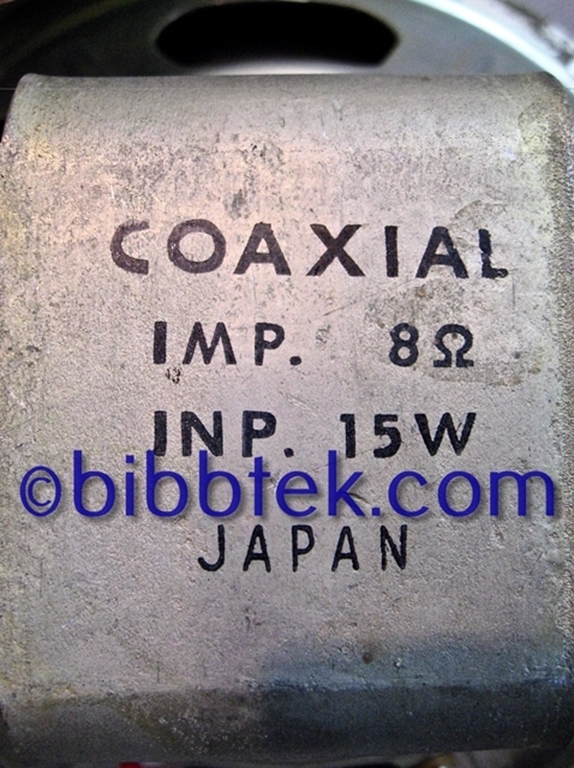 COAXIAL
IMP. 8Ω
INP. 15W
©bibbtek.com
JAPAN